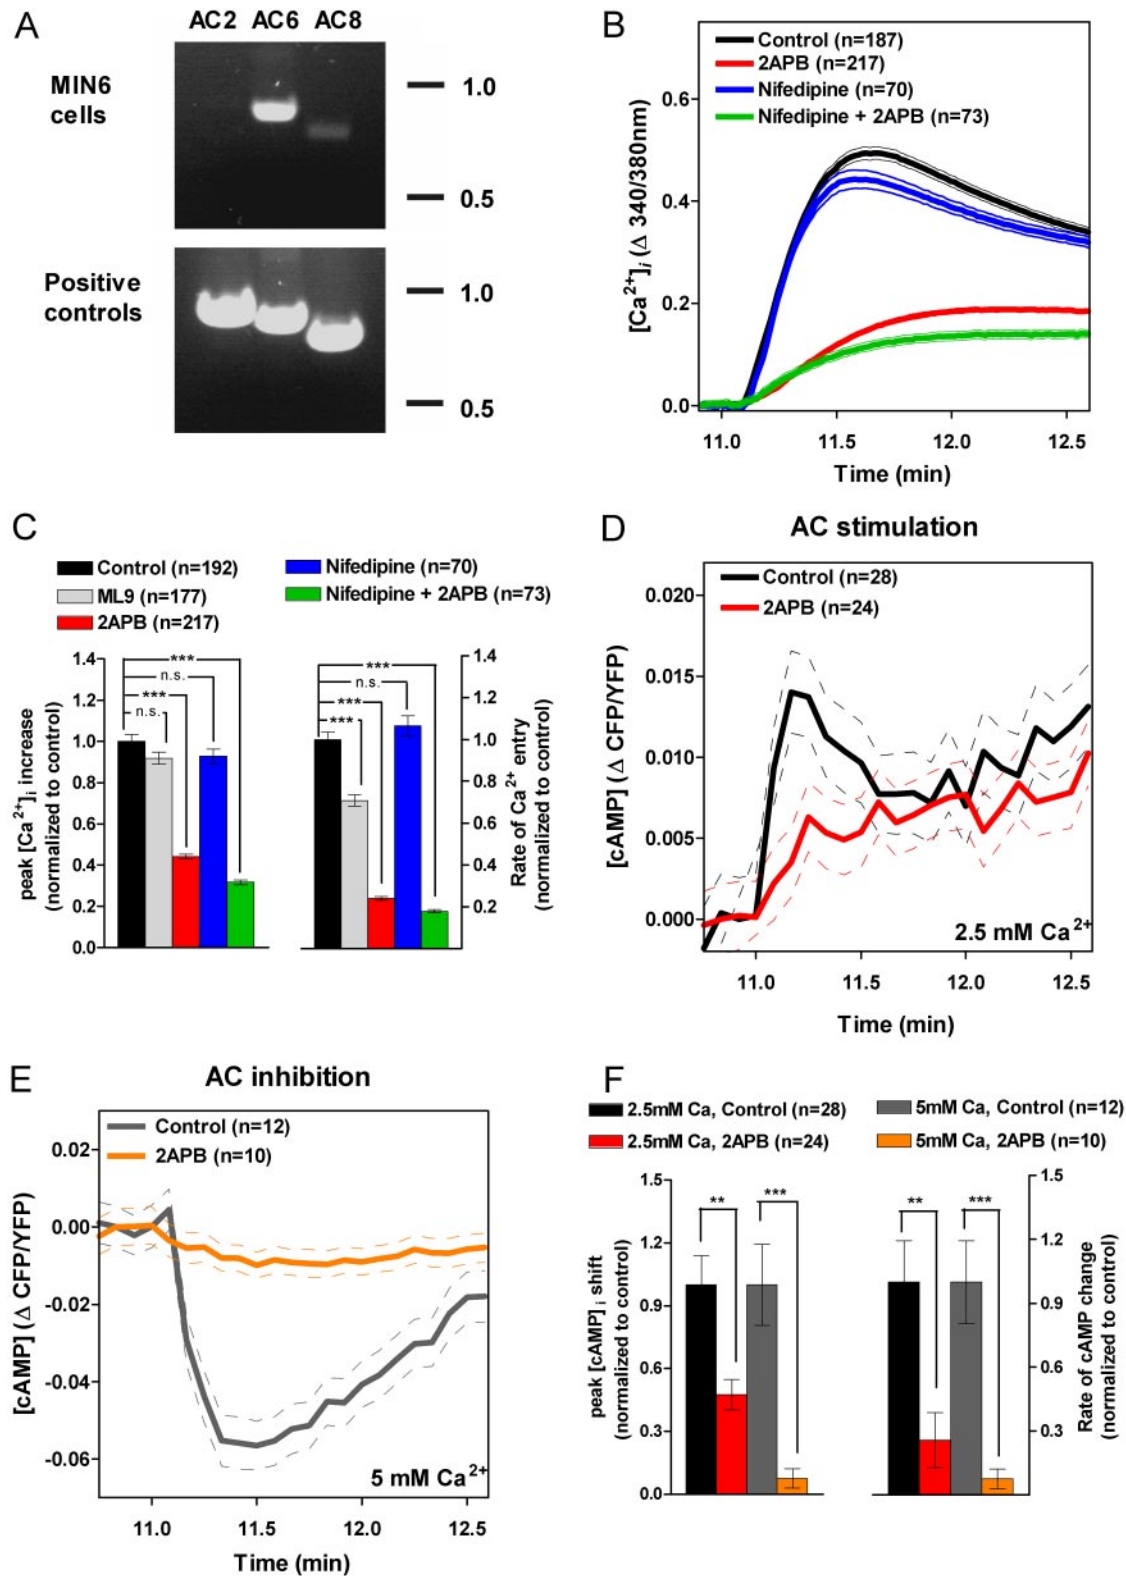 A
AC2 AC6 AC8
MIN6
cells
1.0
0.5
Positive
controls
1.0
0.5
B
Control (n=187)
2APB (n=217)
Nifedipine (n=70)
Nifedipine + 2APB (n=73)
[Ca²⁺]i (Δ 340/380nm)
0.6
0.4
0.2
0.0
11.0 11.5 12.0 12.5
Time (min)
C
Control (n=192)
ML9 (n=177)
2APB (n=217)
Nifedipine (n=70)
Nifedipine + 2APB (n=73)
peak [Ca²⁺]i increase
(normalized to control)
1.4
1.2
1.0
0.8
0.6
0.4
0.2
0.0
***
n.s.
***
n.s.
***
n.s.
***
***
1.4
1.2
1.0
0.8
0.6
0.4
0.2
Rate of Ca²⁺ entry
(normalized to control)
D
AC stimulation
Control (n=28)
2APB (n=24)
[cAMP] (Δ CFP/YFP)
0.020
0.015
0.010
0.005
0.000
2.5 mM Ca²⁺
11.0 11.5 12.0 12.5
Time (min)
E
AC inhibition
Control (n=12)
2APB (n=10)
[cAMP] (Δ CFP/YFP)
0.02
0.00
-0.02
-0.04
-0.06
5 mM Ca²⁺
11.0 11.5 12.0 12.5
Time (min)
F
2.5mM Ca, Control (n=28)
2.5mM Ca, 2APB (n=24)
5mM Ca, Control (n=12)
5mM Ca, 2APB (n=10)
peak [cAMP]i shift
(normalized to control)
1.5
1.2
0.9
0.6
0.3
0.0
** ***
** ***
1.5
1.2
0.9
0.6
0.3
Rate of cAMP change
(normalized to control)